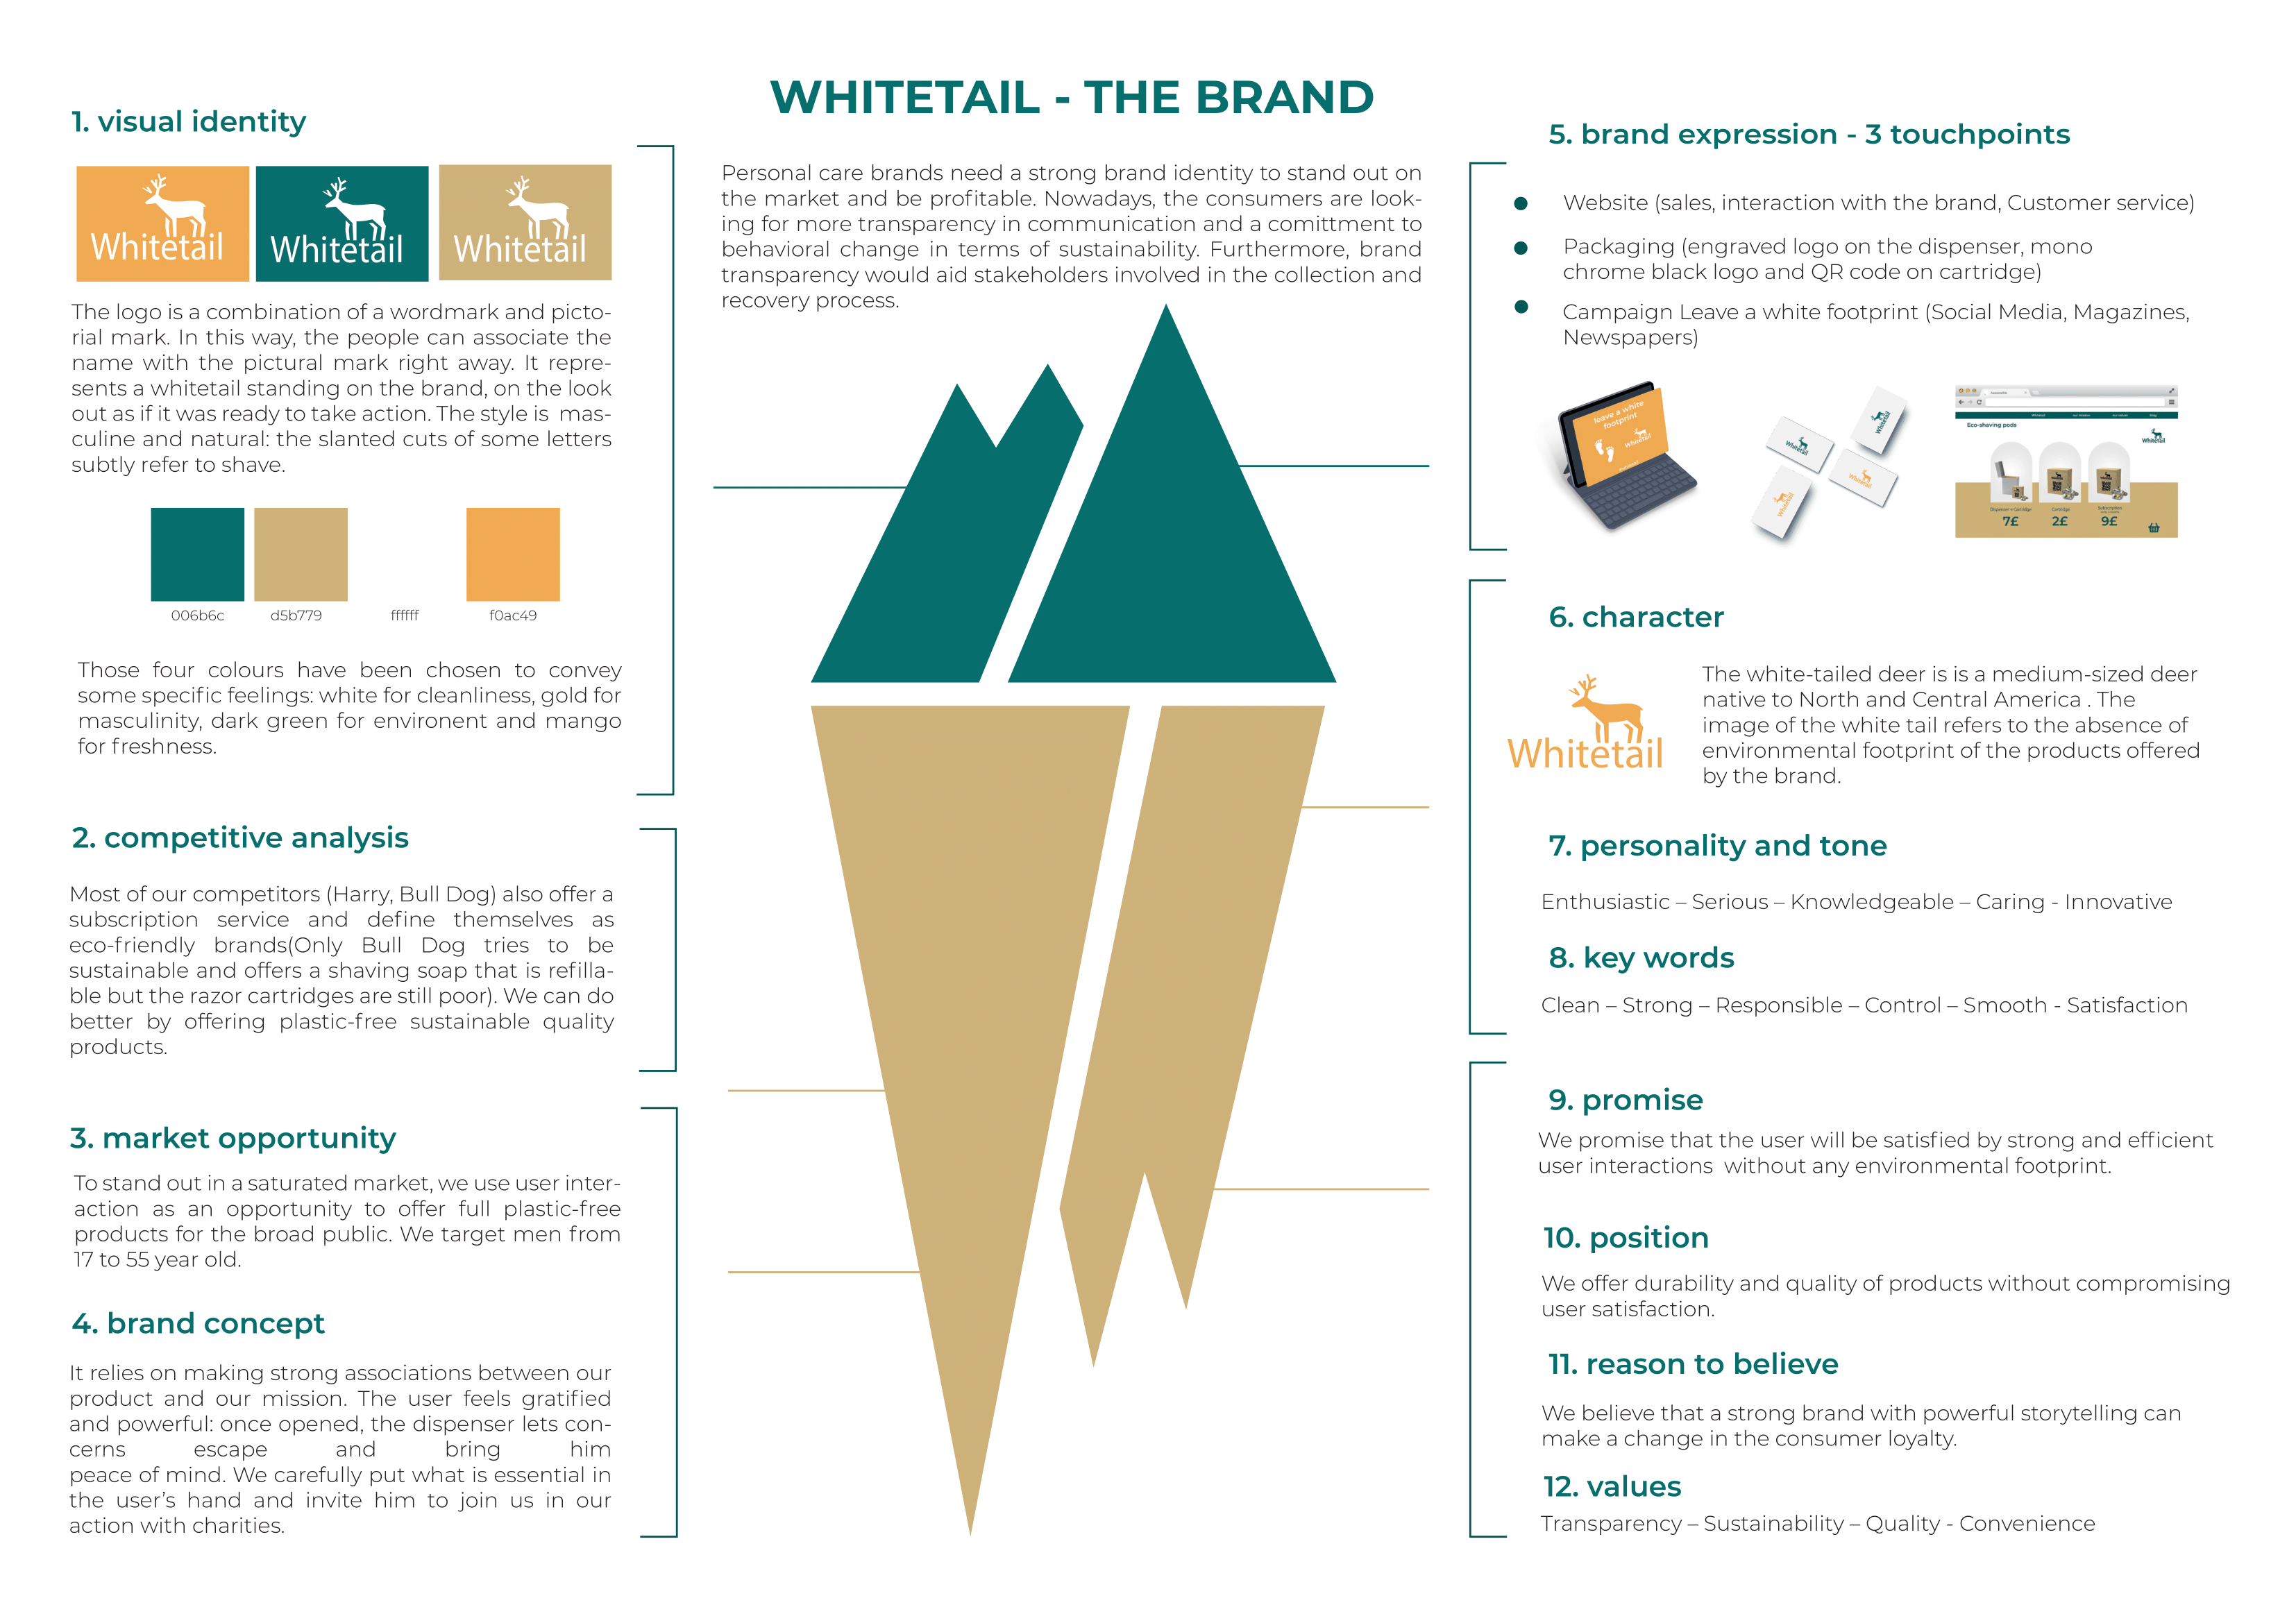 WHITETAIL - THE BRAND
Personal care brands need a strong brand identity to stand out on
the market and be profitable. Nowadays, the consumers are look-
ing for more transparency in communication and a comittment to
behavioral change in terms of sustainability. Furthermore, brand
transparency would aid stakeholders involved in the collection and
recovery process.
1. visual identity
Whitetail
Whitetail
Whitetail
The logo is a combination of a wordmark and picto-
rial mark. In this way, the people can associate the
name with the pictural mark right away. It repre-
sents a whitetail standing on the brand, on the look
out as if it was ready to take action. The style is mas-
culine and natural: the slanted cuts of some letters
subtly refer to shave.
006b6c
d5b779
ffffff
f0ac49
Those four colours have been chosen to convey
some specific feelings: white for cleanliness, gold for
masculinity, dark green for environent and mango
for freshness.
2. competitive analysis
Most of our competitors (Harry, Bull Dog) also offer a
subscription service and define themselves as
eco-friendly brands(Only Bull Dog tries to be
sustainable and offers a shaving soap that is refilla-
ble but the razor cartridges are still poor). We can do
better by offering plastic-free sustainable quality
products.
3. market opportunity
To stand out in a saturated market, we use user inter-
action as an opportunity to offer full plastic-free
products for the broad public. We target men from
17 to 55 year old.
4. brand concept
It relies on making strong associations between our
product and our mission. The user feels gratified
and powerful: once opened, the dispenser lets con-
cerns escape and bring him
peace of mind. We carefully put what is essential in
the user's hand and invite him to join us in our
action with charities.
5. brand expression - 3 touchpoints
Website (sales, interaction with the brand, Customer service)
Packaging (engraved logo on the dispenser, mono
chrome black logo and QR code on cartridge)
Campaign Leave a white footprint (Social Media, Magazines,
Newspapers)
leave a white
footprint
Whitetail
Whitetail
Whitetail
Whitetail
Whitetail
Eco-shaving pods
Whitetail
Dispenser + Cartridge
Cartridge
Subscription
7£
2£
9£
6. character
Whitetail
The white-tailed deer is is a medium-sized deer
native to North and Central America . The
image of the white tail refers to the absence of
environmental footprint of the products offered
by the brand.
7. personality and tone
Enthusiastic – Serious – Knowledgeable – Caring - Innovative
8. key words
Clean – Strong – Responsible – Control – Smooth - Satisfaction
9. promise
We promise that the user will be satisfied by strong and efficient
user interactions  without any environmental footprint.
10. position
We offer durability and quality of products without compromising
user satisfaction.
11. reason to believe
We believe that a strong brand with powerful storytelling can
make a change in the consumer loyalty.
12. values
Transparency – Sustainability – Quality - Convenience